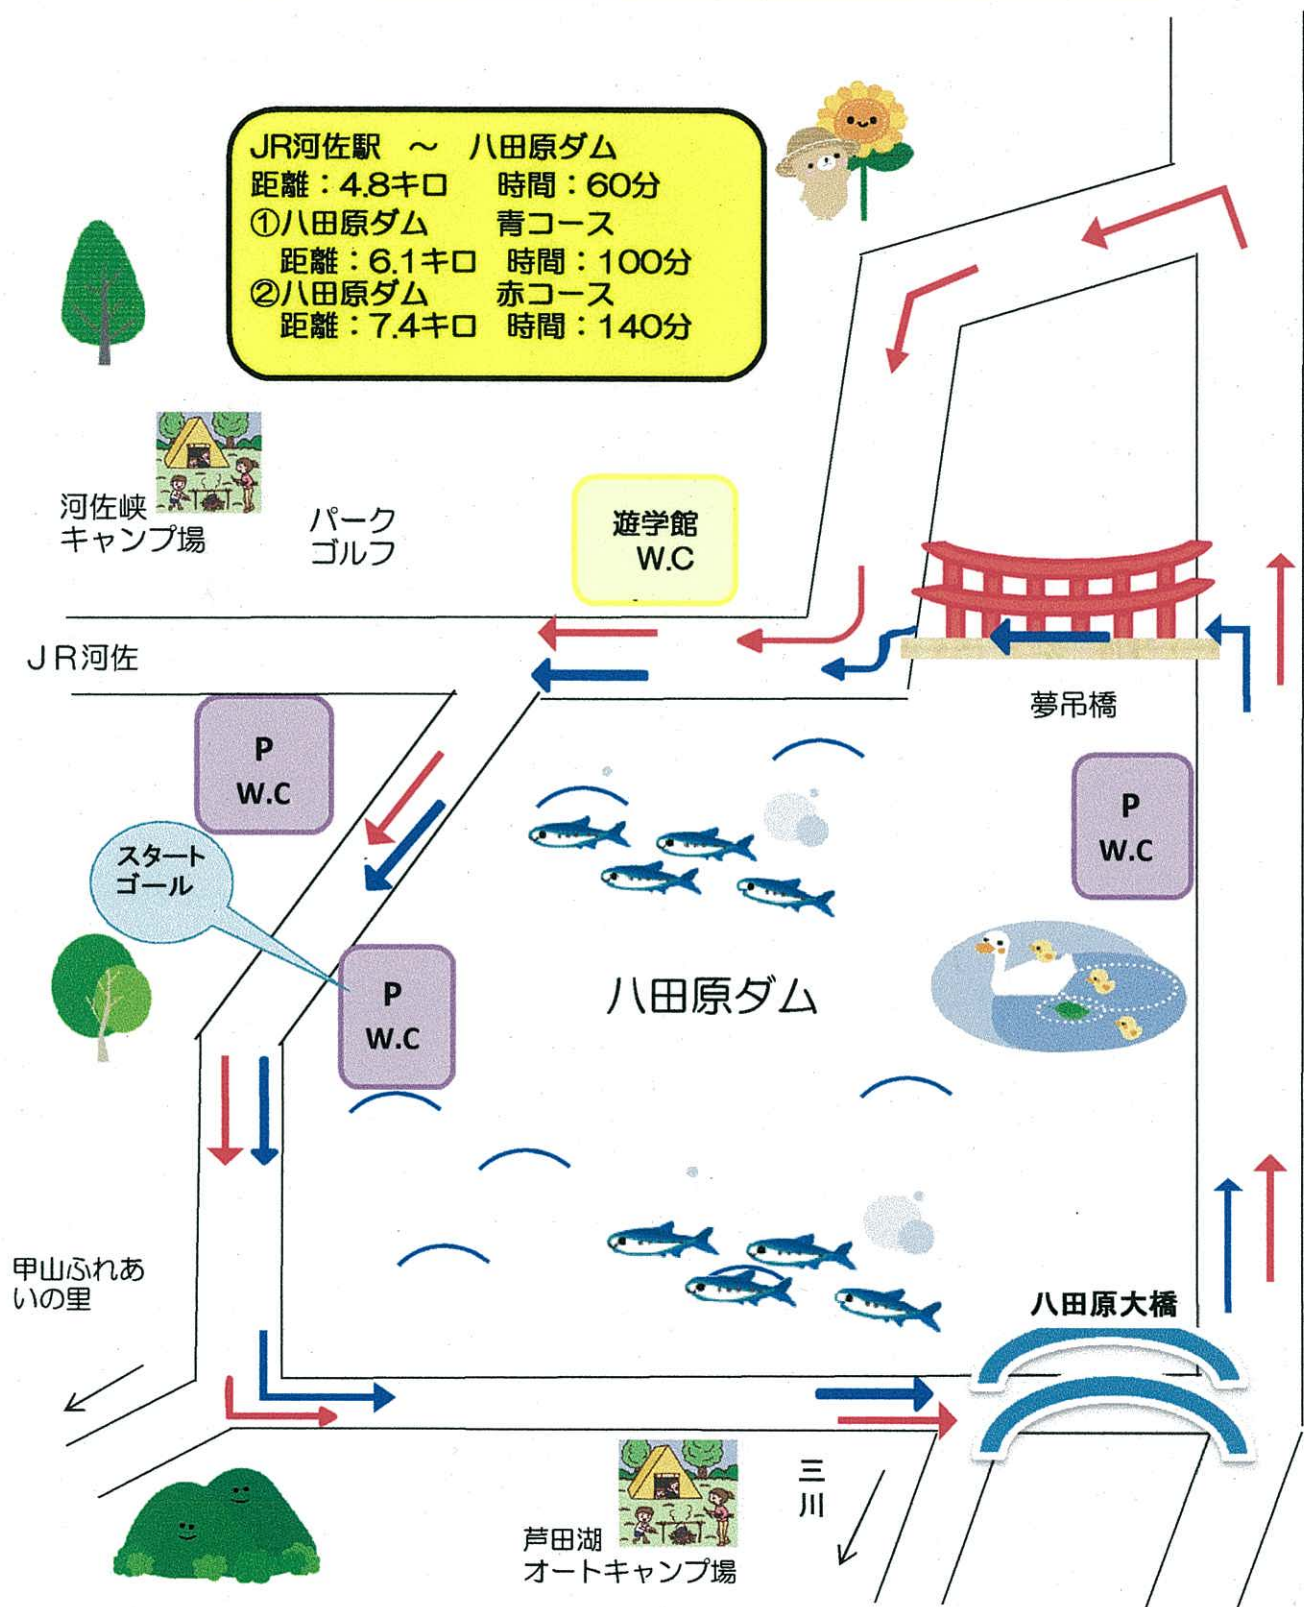 JR河佐駅 ～ 八田原ダム
距離：4.8キロ 時間：60分
①八田原ダム 青コース
距離：6.1キロ 時間：100分
②八田原ダム 赤コース
距離：7.4キロ 時間：140分
河佐峡
キャンプ場
パーク
ゴルフ
遊学館
W.C
JR河佐
夢吊橋
P
W.C
P
W.C
スタート
ゴール
P
W.C
八田原ダム
甲山ふれあ
いの里
八田原大橋
三川
芦田湖
オートキャンプ場